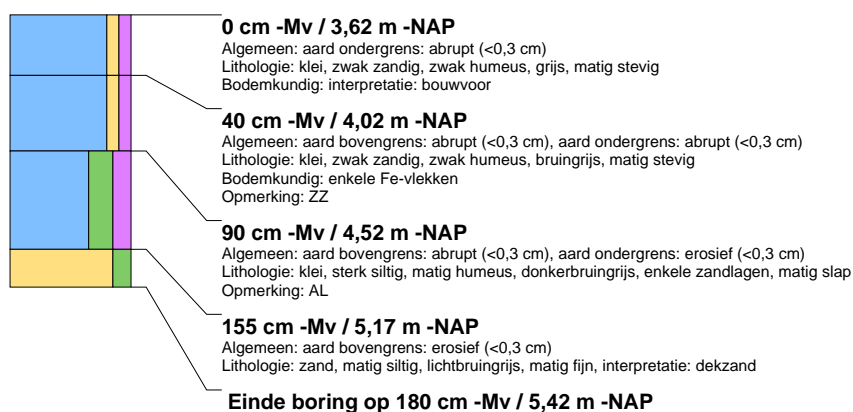 0 cm -Mv / 3,62 m -NAP
Algemeen: aard ondergrens: abrupt (<0,3 cm)
Lithologie: klei, zwak zandig, zwak humeus, grijs, matig stevig
Bodemkundig: interpretatie: bouwvoor
40 cm -Mv / 4,02 m -NAP
Algemeen: aard bovengrens: abrupt (<0,3 cm), aard ondergrens: abrupt (<0,3 cm)
Lithologie: klei, zwak zandig, zwak humeus, bruingrijs, matig stevig
Bodemkundig: enkele Fe-vlekken
Opmerking: ZZ
90 cm -Mv / 4,52 m -NAP
Algemeen: aard bovengrens: abrupt (<0,3 cm), aard ondergrens: erosief (<0,3 cm)
Lithologie: klei, sterk siltig, matig humeus, donkerbruingrijs, enkele zandlagen, matig slap
Opmerking: AL
155 cm -Mv / 5,17 m -NAP
Algemeen: aard bovengrens: erosief (<0,3 cm)
Lithologie: zand, matig siltig, lichtbruingrijs, matig fijn, interpretatie: dekzand
Einde boring op 180 cm -Mv / 5,42 m -NAP